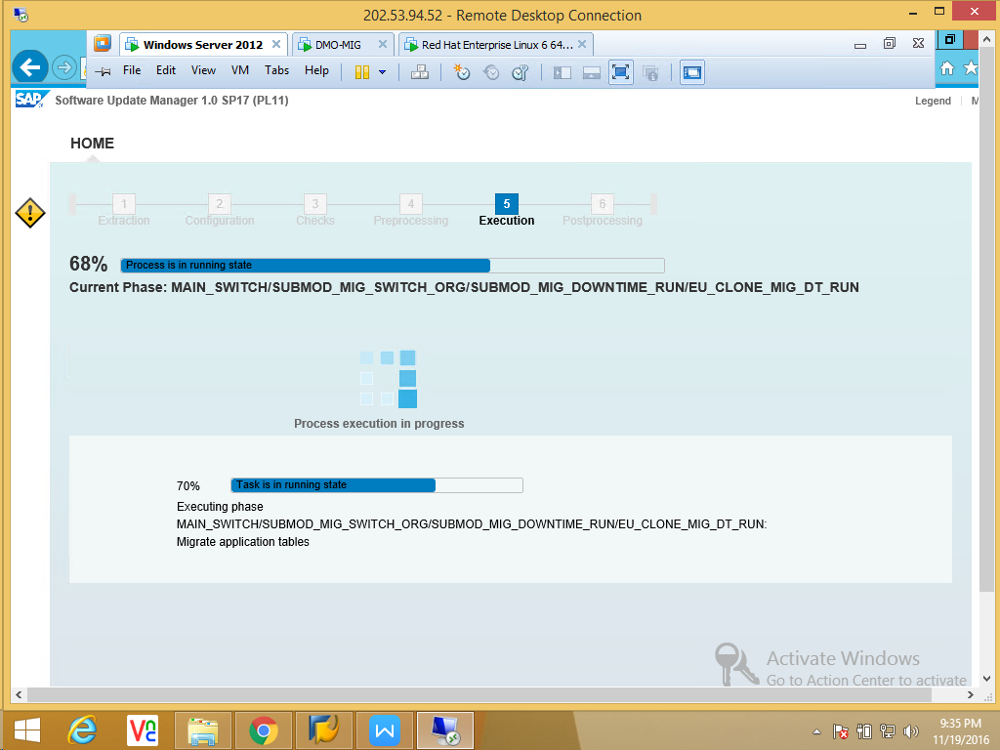 202.53.94.52 - Remote Desktop Connection
Windows Server 2012
DMO-MIG
Red Hat Enterprise Linux 6 64...
File Edit View VM Tabs Help
SAP Software Update Manager 1.0 SP17 (PL11)
Legend
M
HOME
1 2 3 4 5 6
Extraction Configuration Checks Preprocessing Execution Postprocessing
68% Process is in running state
Current Phase: MAIN_SWITCH/SUBMOD_MIG_SWITCH_ORG/SUBMOD_MIG_DOWNTIME_RUN/EU_CLONE_MIG_DT_RUN
Process execution in progress
70% Task is in running state
Executing phase
MAIN_SWITCH/SUBMOD_MIG_SWITCH_ORG/SUBMOD_MIG_DOWNTIME_RUN/EU_CLONE_MIG_DT_RUN:
Migrate application tables
Activate Windows
Go to Action Center to activate
9:35 PM
11/19/2016